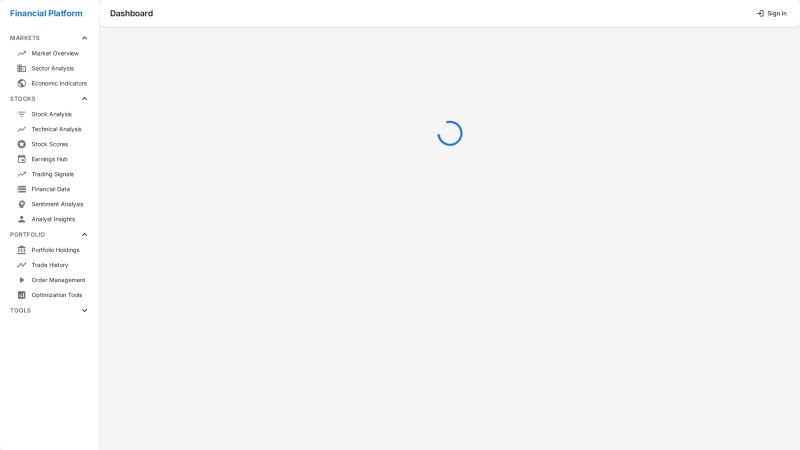 Financial Platform
Dashboard
Sign In
MARKETS
Market Overview
Sector Analysis
Economic Indicators
STOCKS
Stock Analysis
Technical Analysis
Stock Scores
Earnings Hub
Trading Signals
Financial Data
Sentiment Analysis
Analyst Insights
PORTFOLIO
Portfolio Holdings
Trade History
Order Management
Optimization Tools
TOOLS